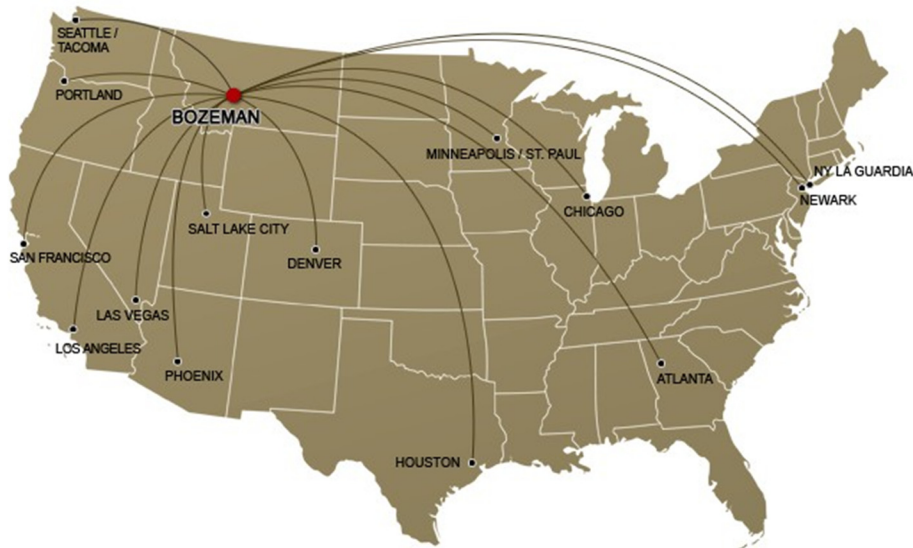 SEATTLE /
TACOMA
PORTLAND
BOZEMAN
MINNEAPOLIS / ST. PAUL
NY LA GUARDIA
NEWARK
CHICAGO
SALT LAKE CITY
SAN FRANCISCO
DENVER
LAS VEGAS
LOS ANGELES
PHOENIX
ATLANTA
HOUSTON